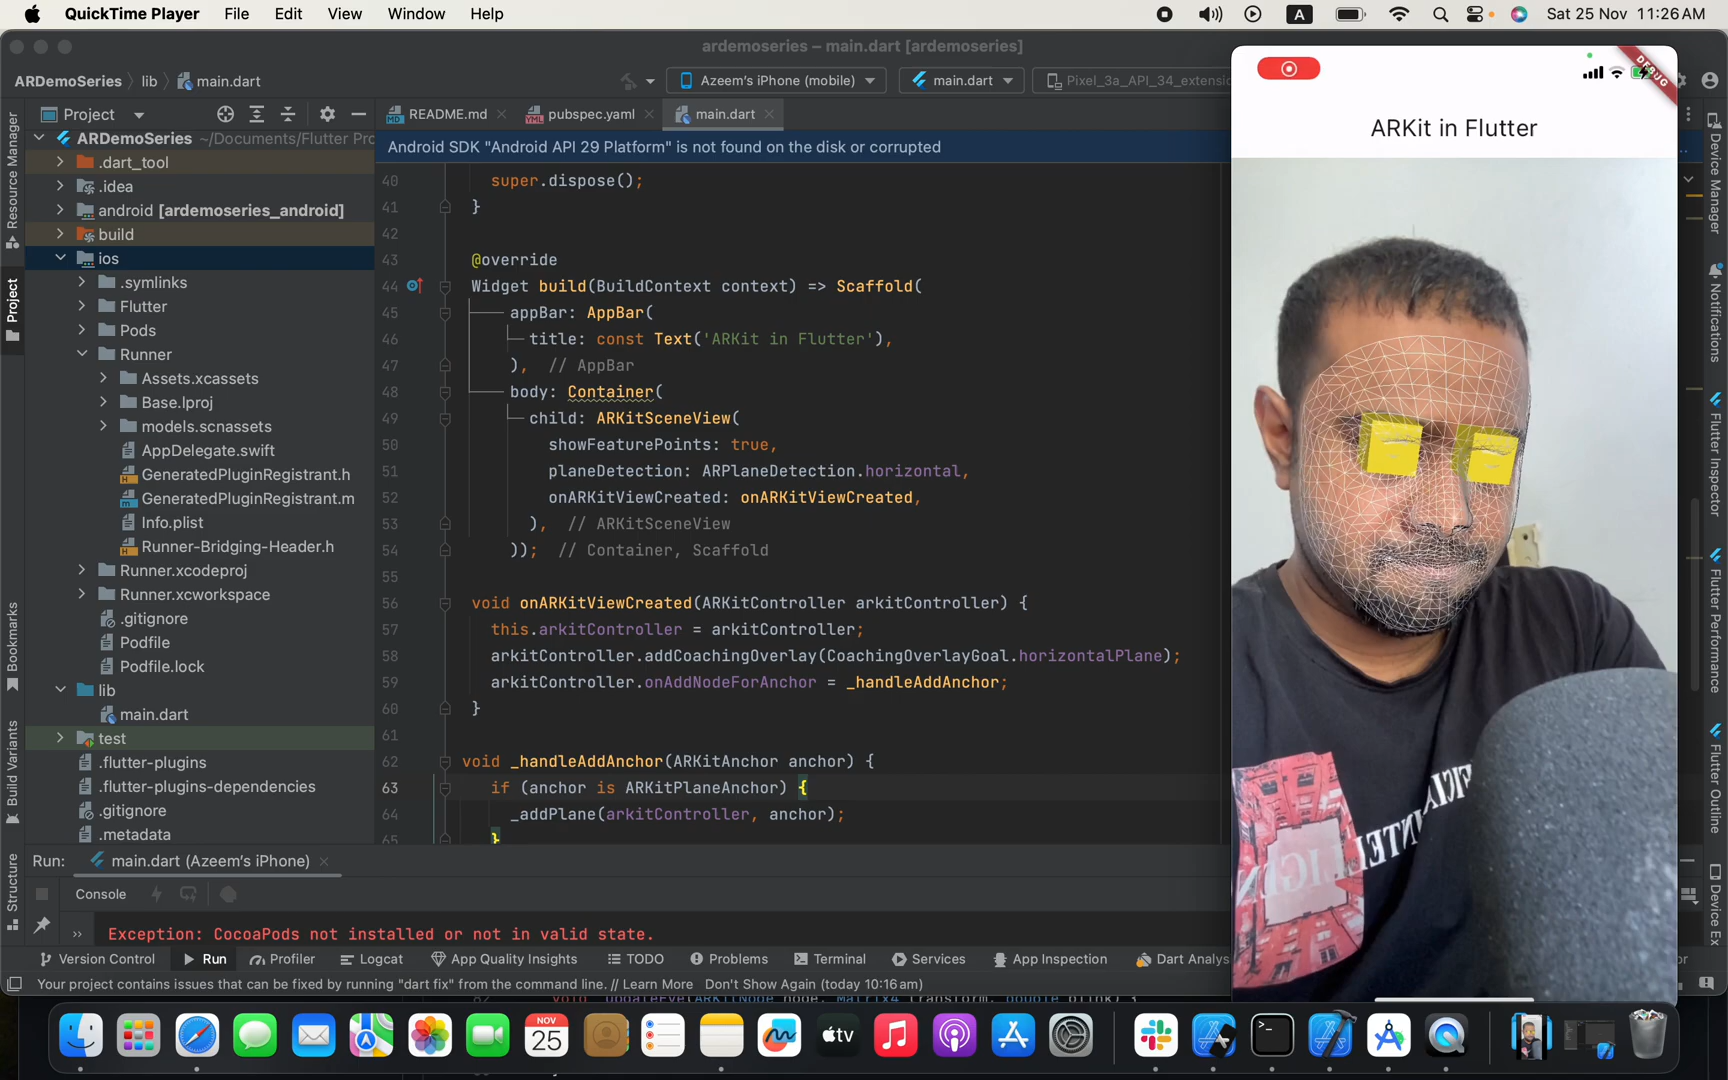 QuickTime Player File Edit View Window Help
A
Sat 25 Nov 11:26 AM
ardemoseries – main.dart [ardemoseries]
ARDemoSeries lib main.dart
Azeem's iPhone (mobile) main.dart Pixel_3a_API_34_extensio
Project README.md pubspec.yaml main.dart
Android SDK "Android API 29 Platform" is not found on the disk or corrupted
Resource Manager
Project
Bookmarks
Build Variants
Structure
ARDemoSeries ~/Documents/Flutter Pro
.dart_tool
.idea
android [ardemoseries_android]
build
ios
.symlinks
Flutter
Pods
Runner
Assets.xcassets
Base.lproj
models.scnassets
AppDelegate.swift
GeneratedPluginRegistrant.h
GeneratedPluginRegistrant.m
Info.plist
Runner-Bridging-Header.h
Runner.xcodeproj
Runner.xcworkspace
.gitignore
Podfile
Podfile.lock
lib
main.dart
test
.flutter-plugins
.flutter-plugins-dependencies
.gitignore
.metadata
40 super.dispose();
41 }
42
43 @override
44 Widget build(BuildContext context) => Scaffold(
45 appBar: AppBar(
46 title: const Text('ARKit in Flutter'),
47 ), // AppBar
48 body: Container(
49 child: ARKitSceneView(
50 showFeaturePoints: true,
51 planeDetection: ARPlaneDetection.horizontal,
52 onARKitViewCreated: onARKitViewCreated,
53 ), // ARKitSceneView
54 )); // Container, Scaffold
55
56 void onARKitViewCreated(ARKitController arkitController) {
57 this.arkitController = arkitController;
58 arkitController.addCoachingOverlay(CoachingOverlayGoal.horizontalPlane);
59 arkitController.onAddNodeForAnchor = _handleAddAnchor;
60 }
61
62 void _handleAddAnchor(ARKitAnchor anchor) {
63 if (anchor is ARKitPlaneAnchor) {
64 _addPlane(arkitController, anchor);
65 }
DEBUG
ARKit in Flutter
Device Manager
Notifications
Flutter Inspector
Flutter Performance
Flutter Outline
Device Ex
Run: main.dart (Azeem's iPhone)
Console
Exception: CocoaPods not installed or not in valid state.
Version Control Run Profiler Logcat App Quality Insights TODO Problems Terminal Services App Inspection Dart Analys
Your project contains issues that can be fixed by running "dart fix" from the command line. // Learn More Don't Show Again (today 10:16 am)
NOV
25
tv